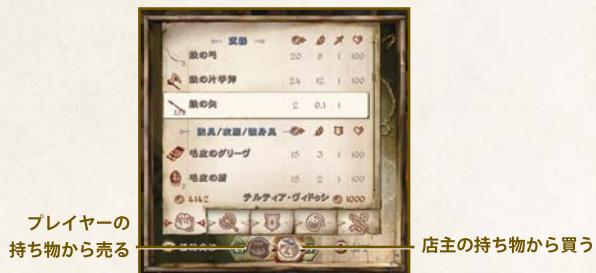 武器
鉄の弓 20 8 1 100
鉄の片手斧 24 12 1 100
鉄の矢 2 0.1 1
防具/衣服/装身具
毛皮のグリーヴ 15 3 1 100
毛皮の盾 15 2 1 100
4142 テルティア・ヴィドゥシ 1000
プレイヤーの
持ち物から売る
店主の持ち物から買う